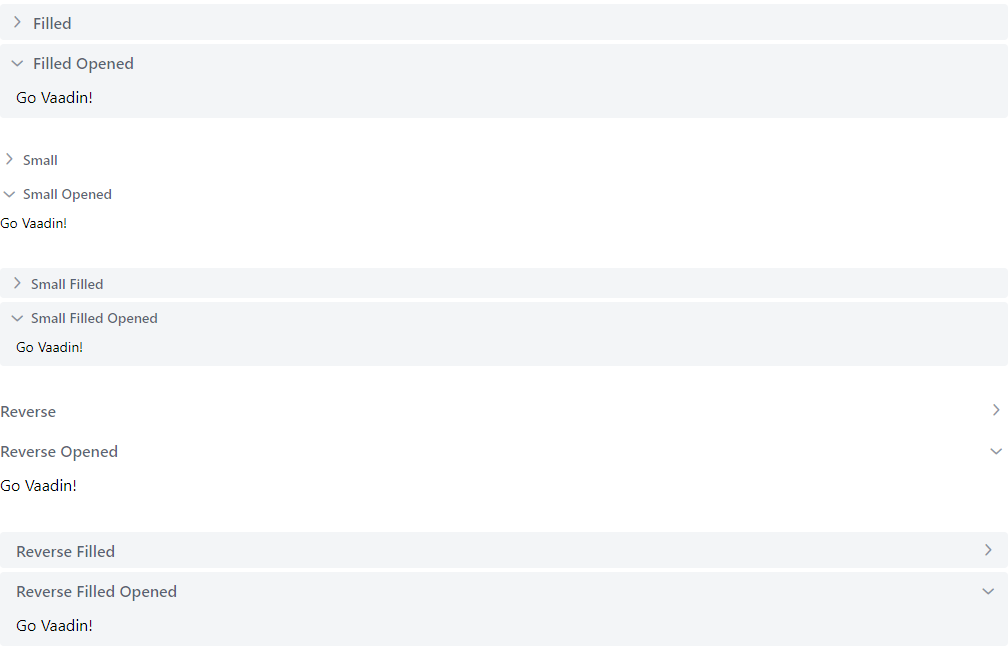 Filled
Filled Opened
Go Vaadin!
Small
Small Opened
Go Vaadin!
Small Filled
Small Filled Opened
Go Vaadin!
Reverse
Reverse Opened
Go Vaadin!
Reverse Filled
Reverse Filled Opened
Go Vaadin!